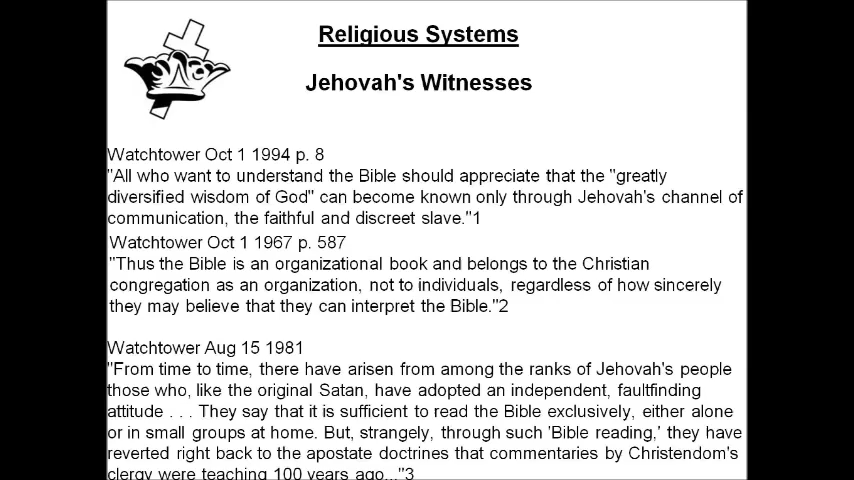 Religious Systems
Jehovah's Witnesses
Watchtower Oct 1 1994 p. 8
"All who want to understand the Bible should appreciate that the "greatly
diversified wisdom of God" can become known only through Jehovah's channel of
communication, the faithful and discreet slave."1
Watchtower Oct 1 1967 p. 587
"Thus the Bible is an organizational book and belongs to the Christian
congregation as an organization, not to individuals, regardless of how sincerely
they may believe that they can interpret the Bible."2
Watchtower Aug 15 1981
"From time to time, there have arisen from among the ranks of Jehovah's people
those who, like the original Satan, have adopted an independent, faultfinding
attitude . . . They say that it is sufficient to read the Bible exclusively, either alone
or in small groups at home. But, strangely, through such 'Bible reading,' they have
reverted right back to the apostate doctrines that commentaries by Christendom's
clergy were teaching 100 years ago..."3